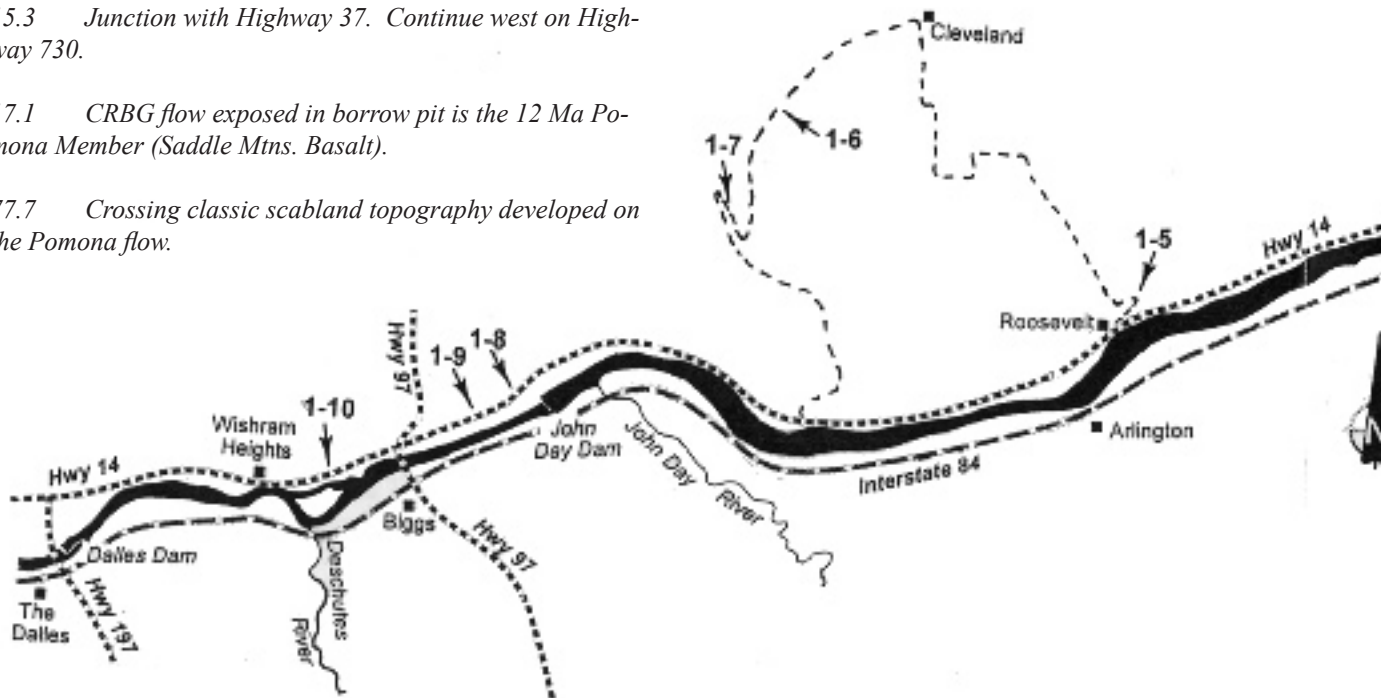 5.3 Junction with Highway 37. Continue west on High-
way 730.
7.1 CRBG flow exposed in borrow pit is the 12 Ma Po-
mona Member (Saddle Mtns. Basalt).
77.7 Crossing classic scabland topography developed on
the Pomona flow.
Cleveland
1-6
1-7
1-5
Hwy 14
Roosevelt
Hwy 97
1-8
1-9
1-10
Wishram
Heights
John
Day Dam
John Day
River
Arlington
Interstate 84
Hwy 14
Biggs
Hwy 97
Dalles Dam
Deschutes
River
The
Dalles
Hwy 197